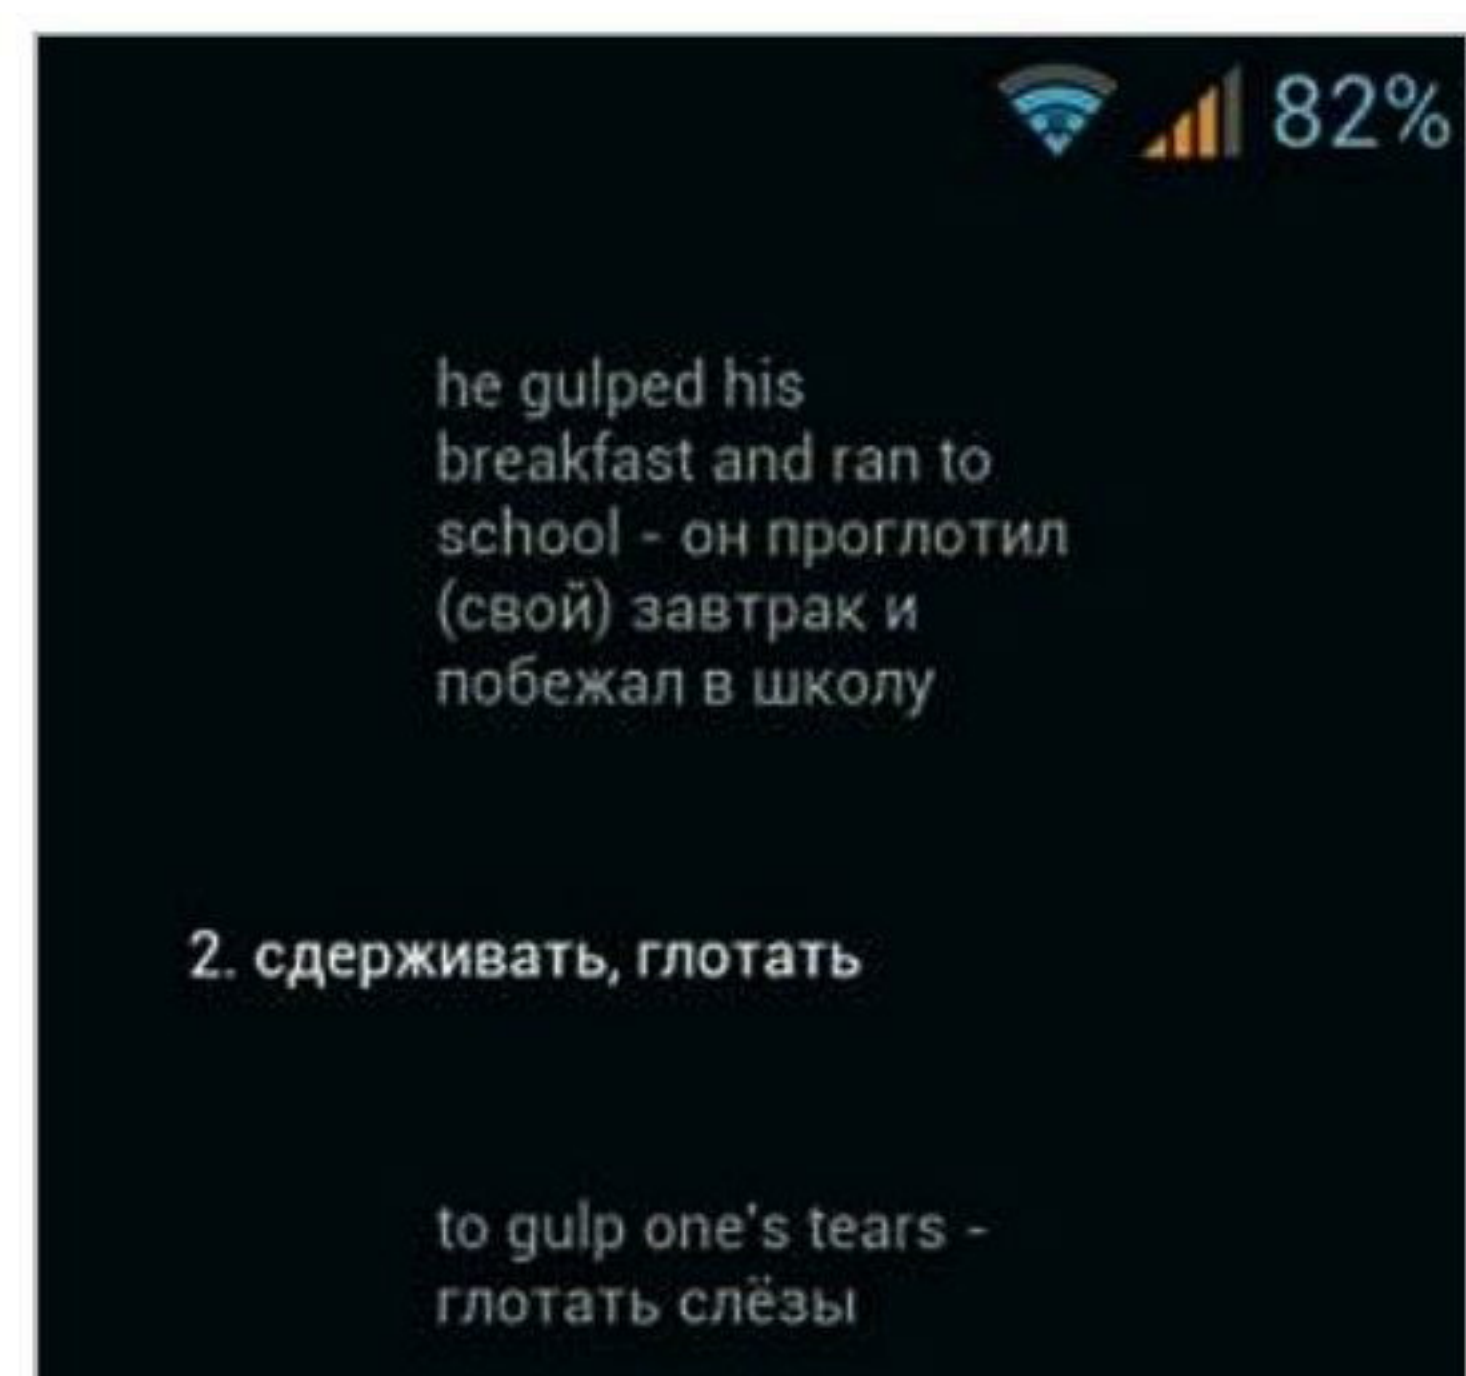 82%
he gulped his
breakfast and ran to
school - он проглотил
(свой) завтрак и
побежал в школу
2. сдерживать, глотать
to gulp one's tears -
глотать слёзы